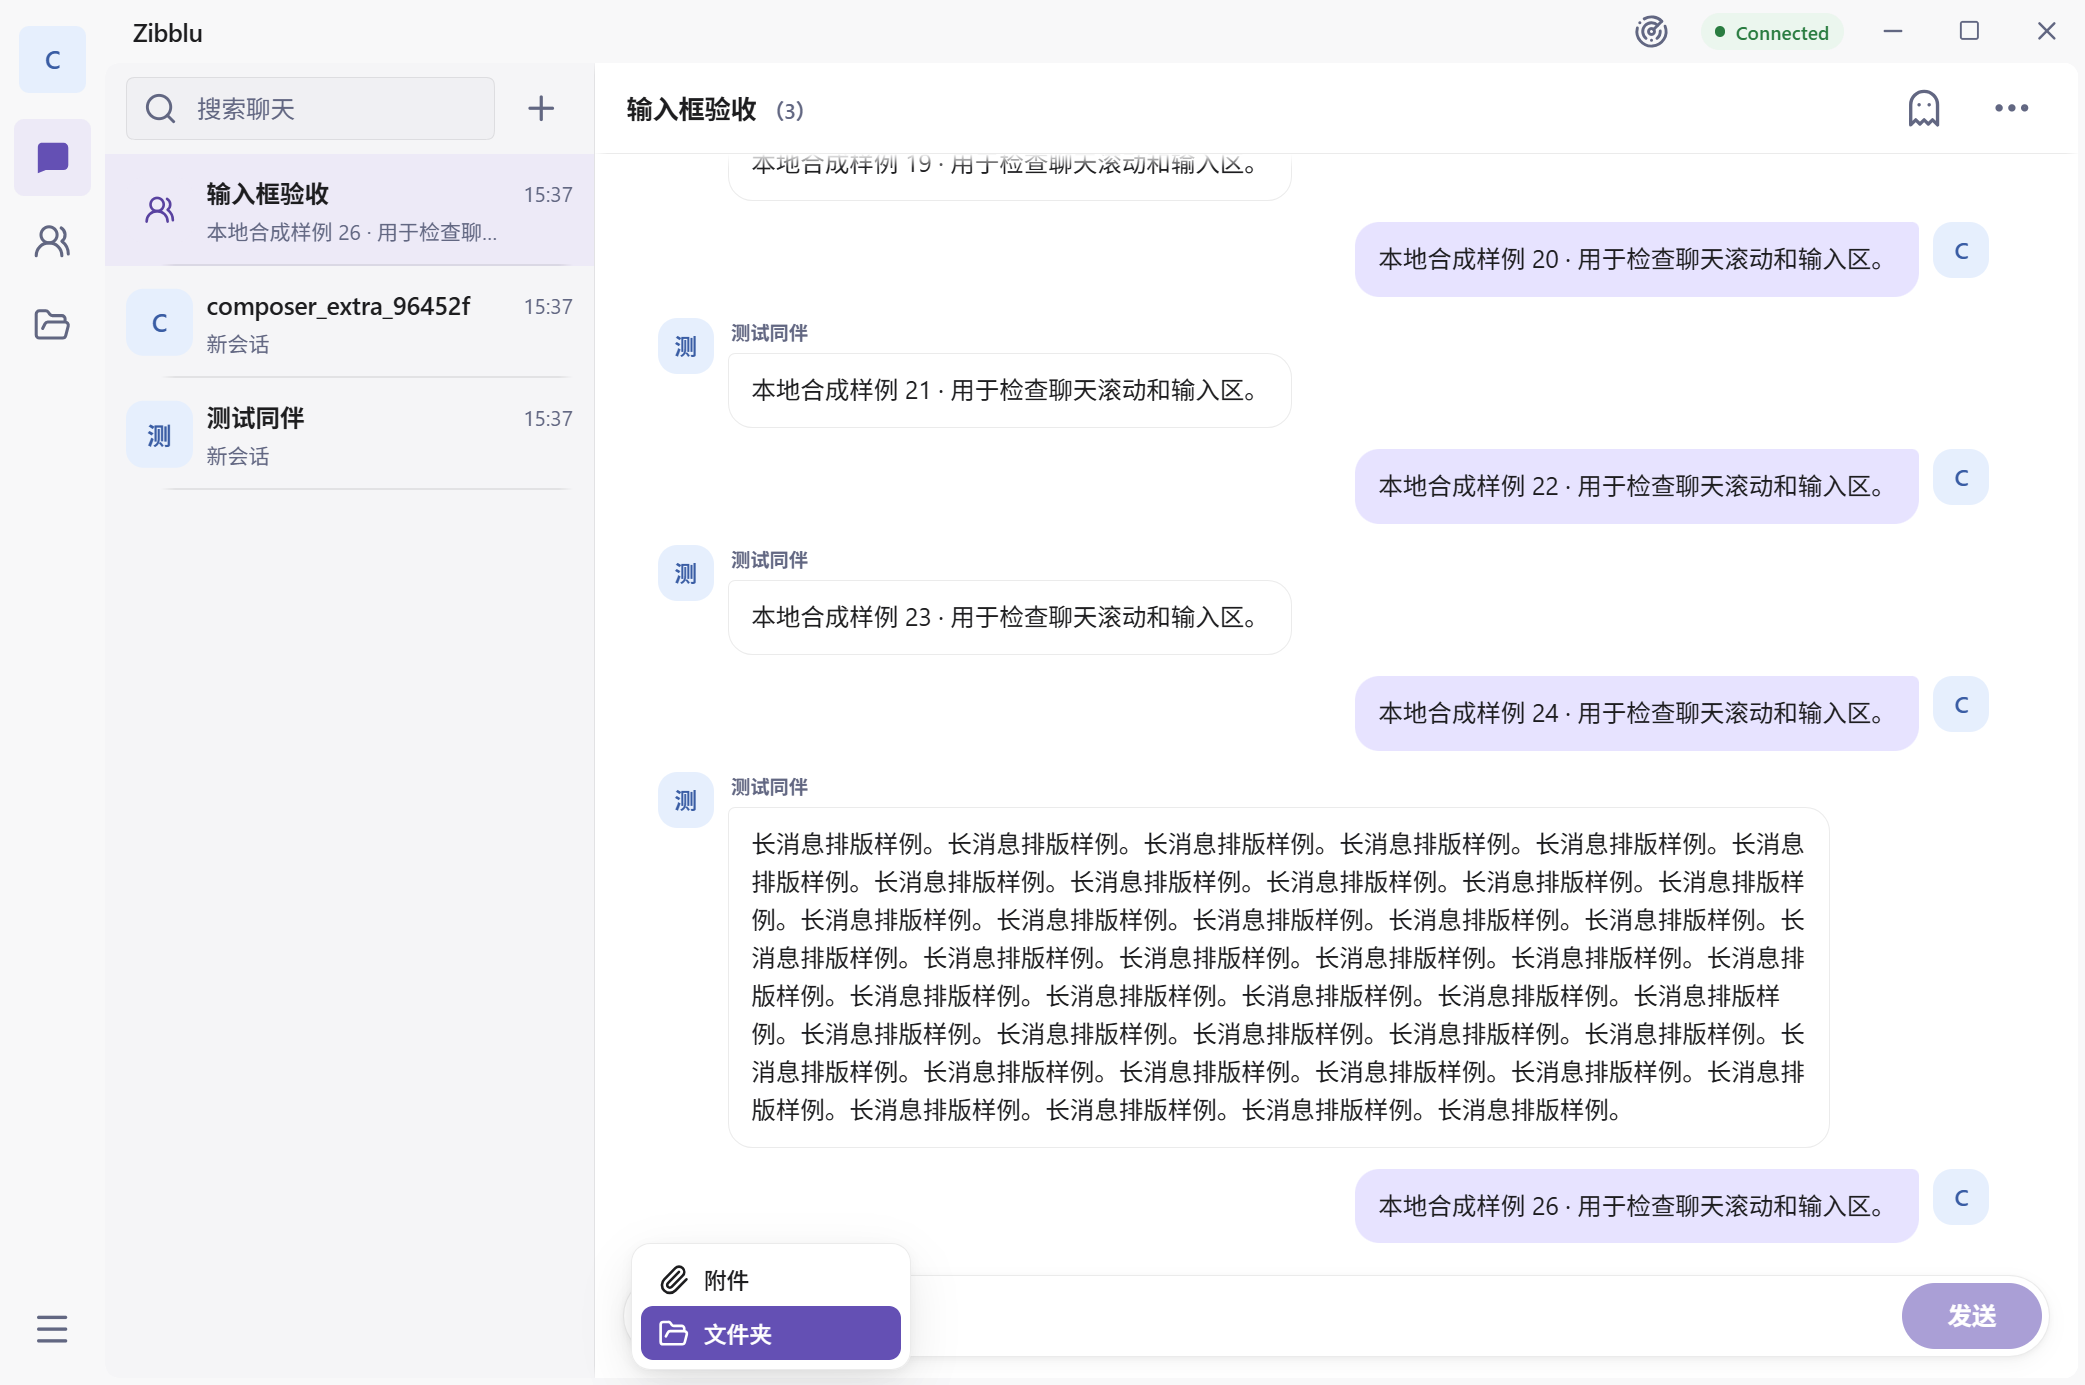 C
Zibblu
Connected
搜索聊天
输入框验收
15:37
本地合成样例 26 · 用于检查聊...
C
composer_extra_96452f
15:37
新会话
测
测试同伴
15:37
新会话
输入框验收 (3)
本地合成样例 19 · 用于检查聊天滚动和输入区。
本地合成样例 20 · 用于检查聊天滚动和输入区。
C
测
测试同伴
本地合成样例 21 · 用于检查聊天滚动和输入区。
本地合成样例 22 · 用于检查聊天滚动和输入区。
C
测
测试同伴
本地合成样例 23 · 用于检查聊天滚动和输入区。
本地合成样例 24 · 用于检查聊天滚动和输入区。
C
测
测试同伴
长消息排版样例。长消息排版样例。长消息排版样例。长消息排版样例。长消息排版样例。长消息
排版样例。长消息排版样例。长消息排版样例。长消息排版样例。长消息排版样例。长消息排版样
例。长消息排版样例。长消息排版样例。长消息排版样例。长消息排版样例。长消息排版样例。长
消息排版样例。长消息排版样例。长消息排版样例。长消息排版样例。长消息排版样例。长消息排
版样例。长消息排版样例。长消息排版样例。长消息排版样例。长消息排版样例。长消息排版样
例。长消息排版样例。长消息排版样例。长消息排版样例。长消息排版样例。长消息排版样例。长
消息排版样例。长消息排版样例。长消息排版样例。长消息排版样例。长消息排版样例。长消息排
版样例。长消息排版样例。长消息排版样例。长消息排版样例。长消息排版样例。
本地合成样例 26 · 用于检查聊天滚动和输入区。
C
附件
文件夹
发送